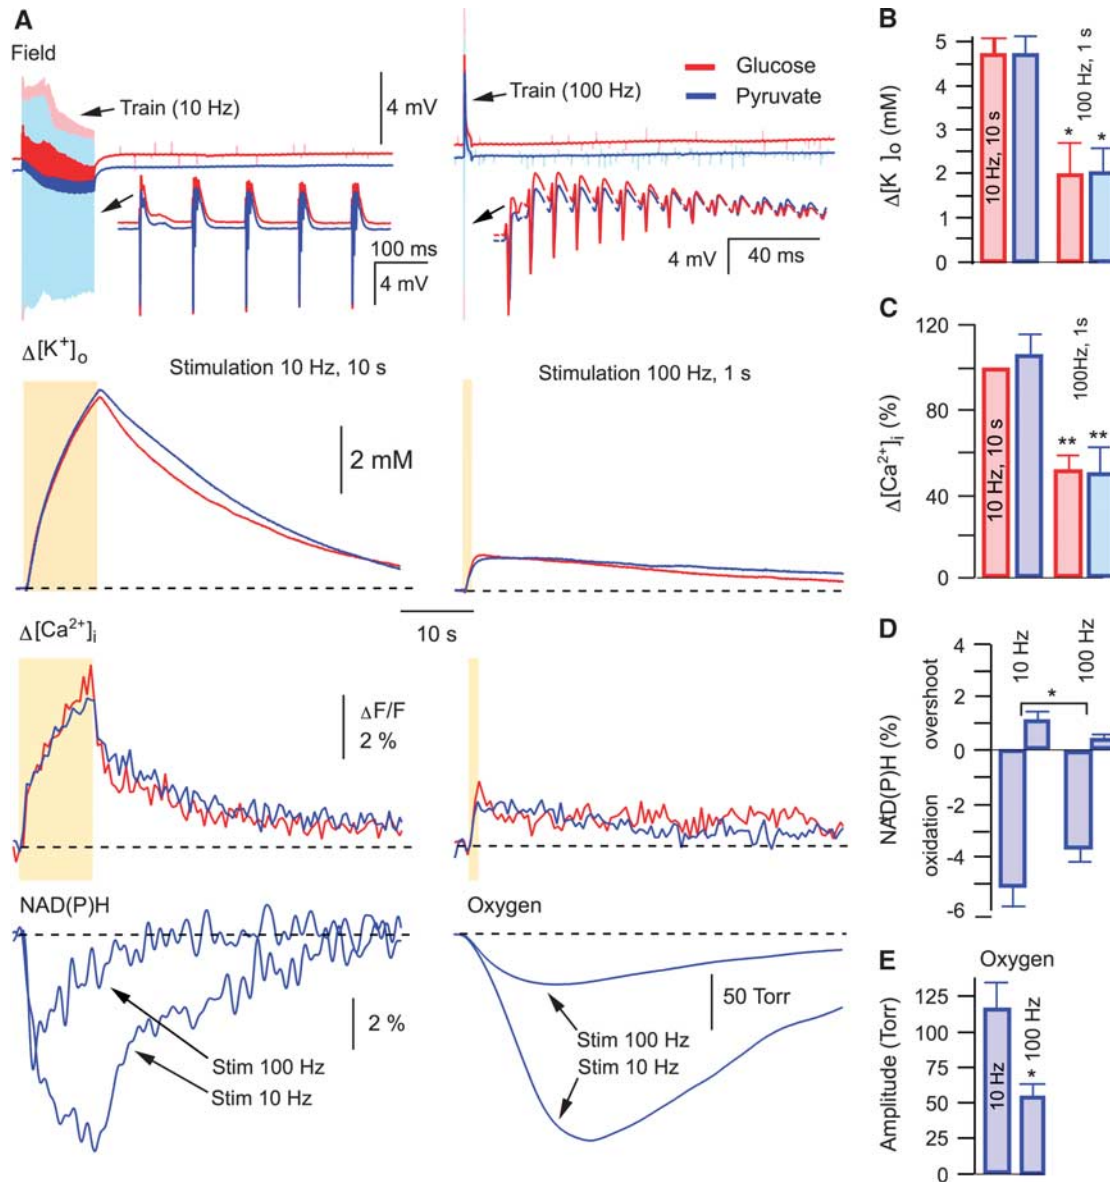 A
Field
Train (10 Hz)
4 mV
100 ms
4 mV
Train (100 Hz)
Glucose
Pyruvate
4 mV
40 ms
Δ[K+]o
Stimulation 10 Hz, 10 s
2 mM
Stimulation 100 Hz, 1 s
10 s
Δ[Ca2+]i
ΔF/F
2 %
NAD(P)H
2 %
Stim 100 Hz
Stim 10 Hz
Oxygen
50 Torr
Stim 100 Hz
Stim 10 Hz
B
Δ[K ]o (mM)
5
4
3
2
1
0
10 Hz, 10 s
100 Hz, 1 s
*
*
C
Δ[Ca2+]i (%)
120
80
40
0
10 Hz, 10 s
100Hz, 1s
**
**
D
NAD(P)H (%)
overshoot
oxidation
4
2
0
-2
-4
-6
10 Hz
100 Hz
*
E
Oxygen
Amplitude (Torr)
125
100
75
50
25
0
10 Hz
* 100 Hz